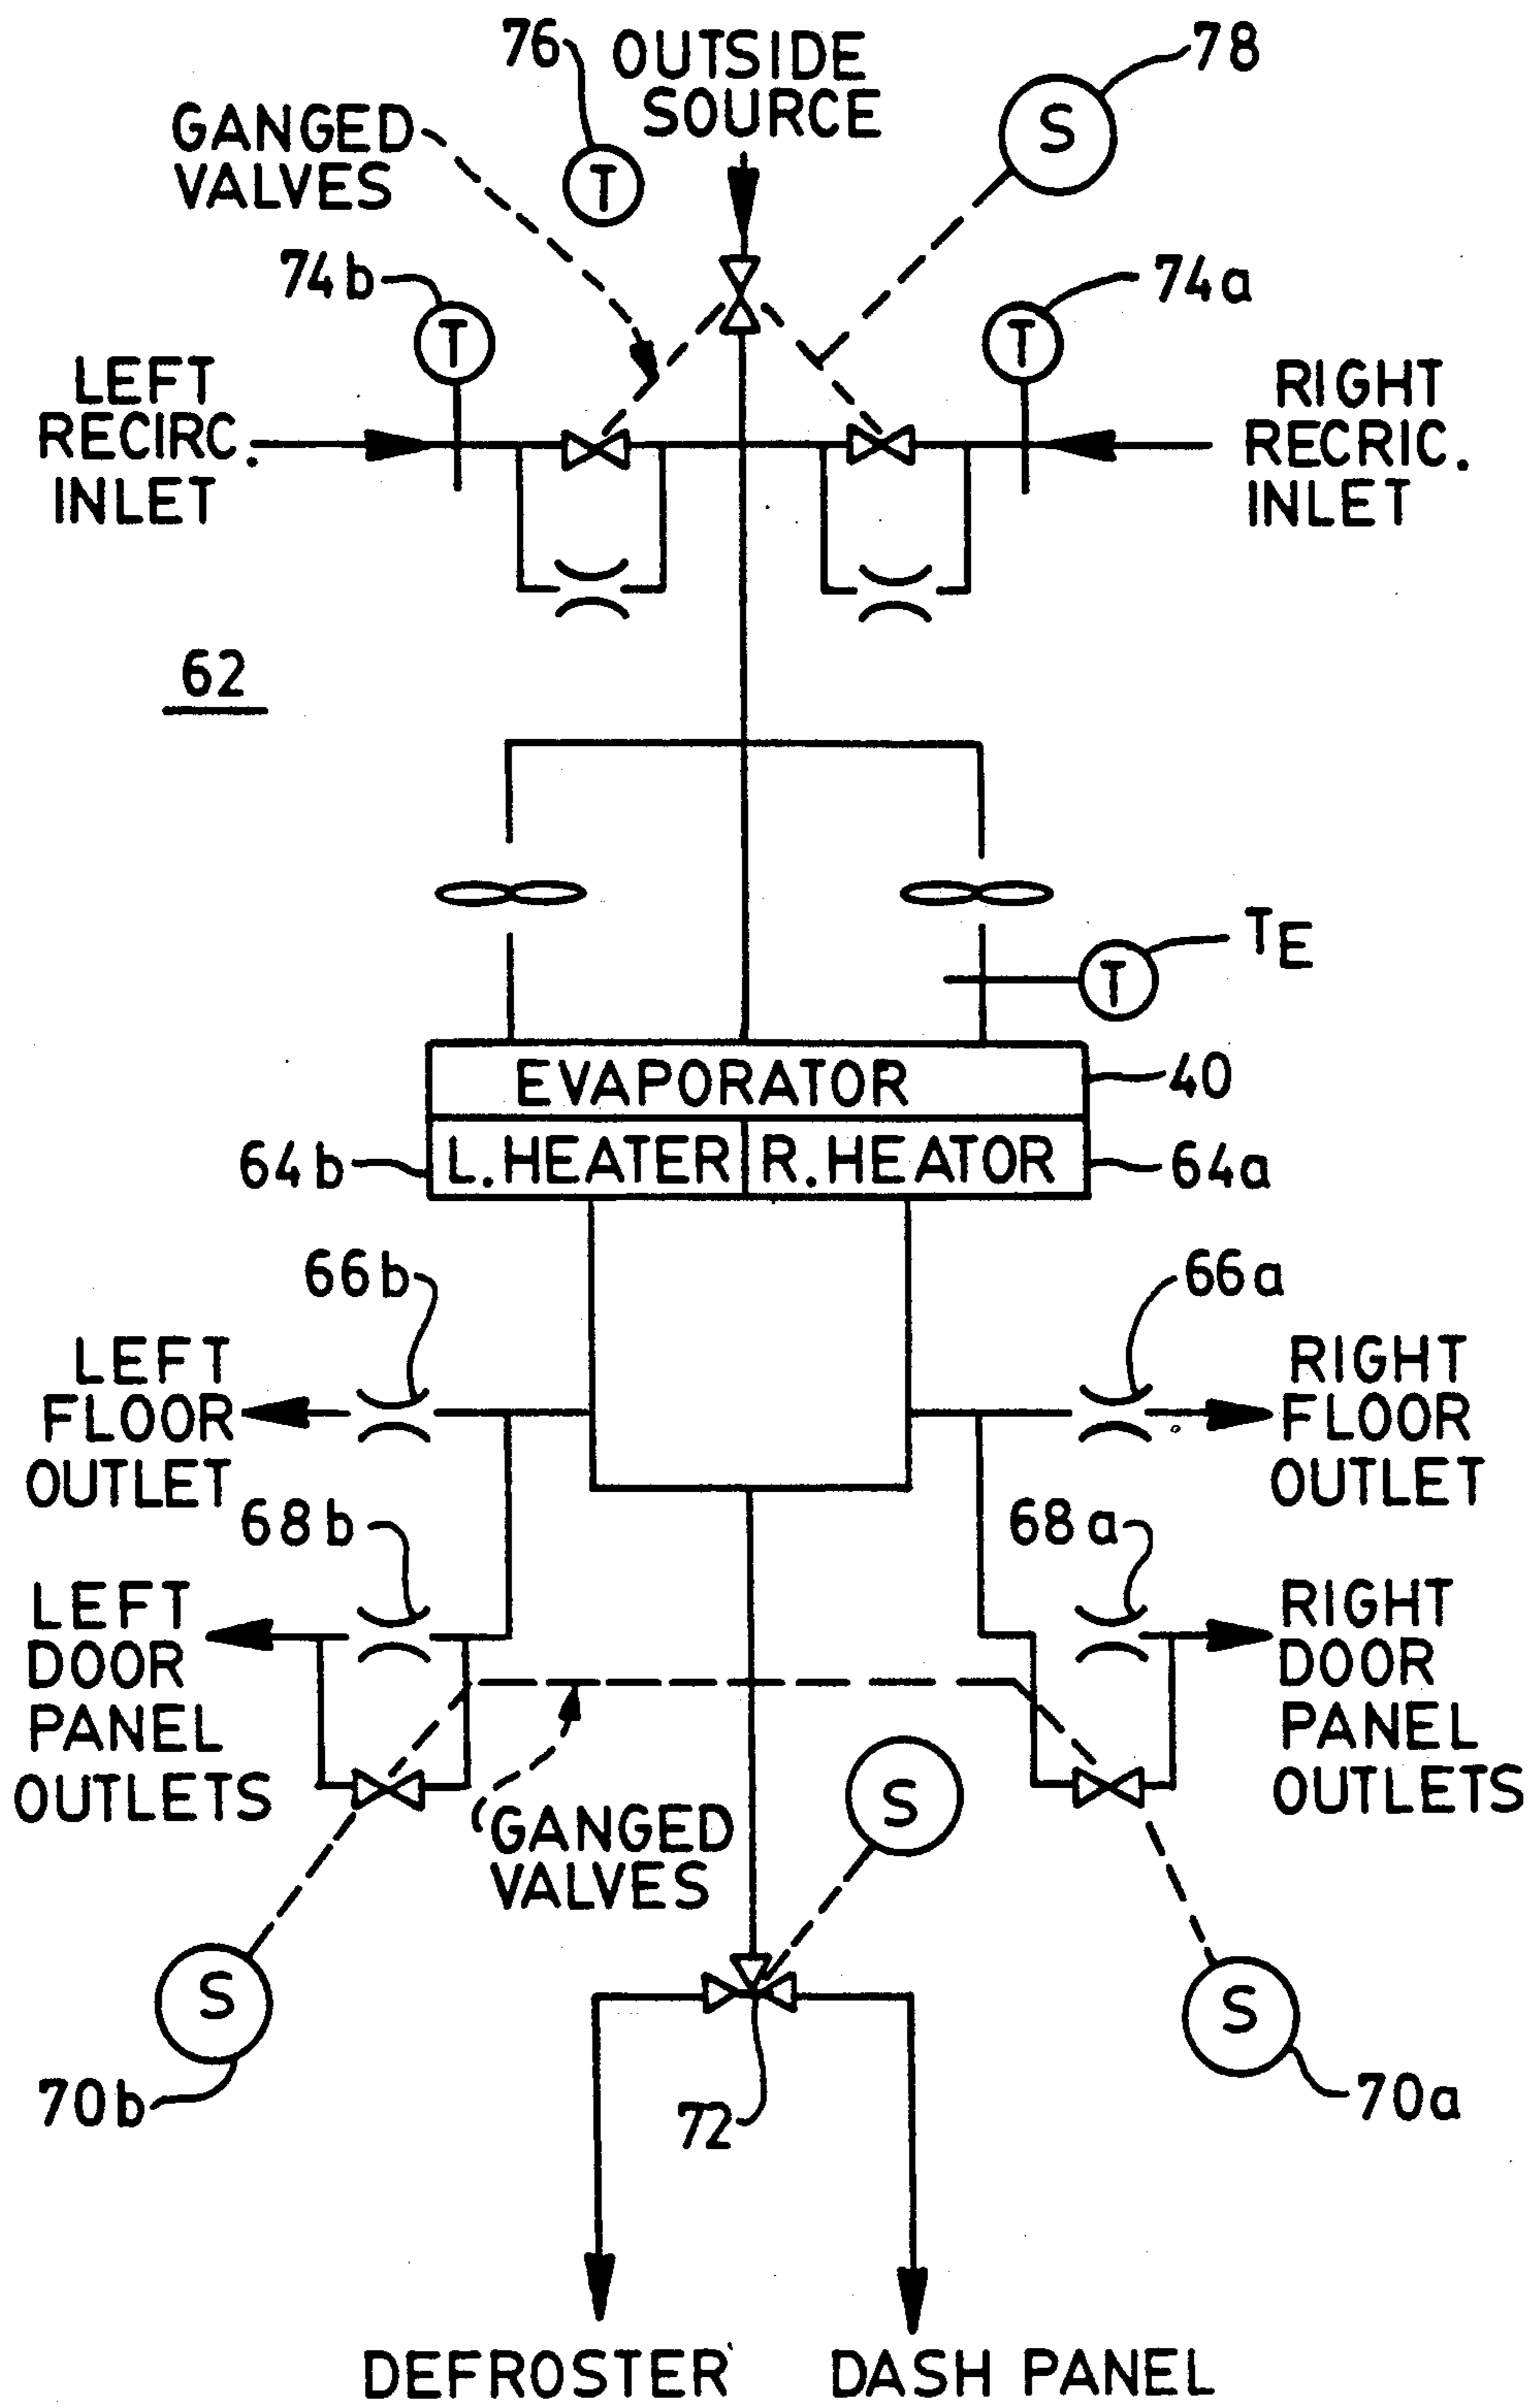 76
OUTSIDE
SOURCE
78
S
GANGED
VALVES
T
74b
74a
T
T
LEFT
RECIRC.
INLET
RIGHT
RECRIC.
INLET
62
TE
T
EVAPORATOR
40
64b
L.HEATER
R.HEATOR
64a
66b
66a
LEFT
FLOOR
OUTLET
RIGHT
FLOOR
OUTLET
68b
68a
LEFT
DOOR
PANEL
OUTLETS
RIGHT
DOOR
PANEL
OUTLETS
GANGED
VALVES
S
S
S
70b
72
70a
DEFROSTER
DASH PANEL